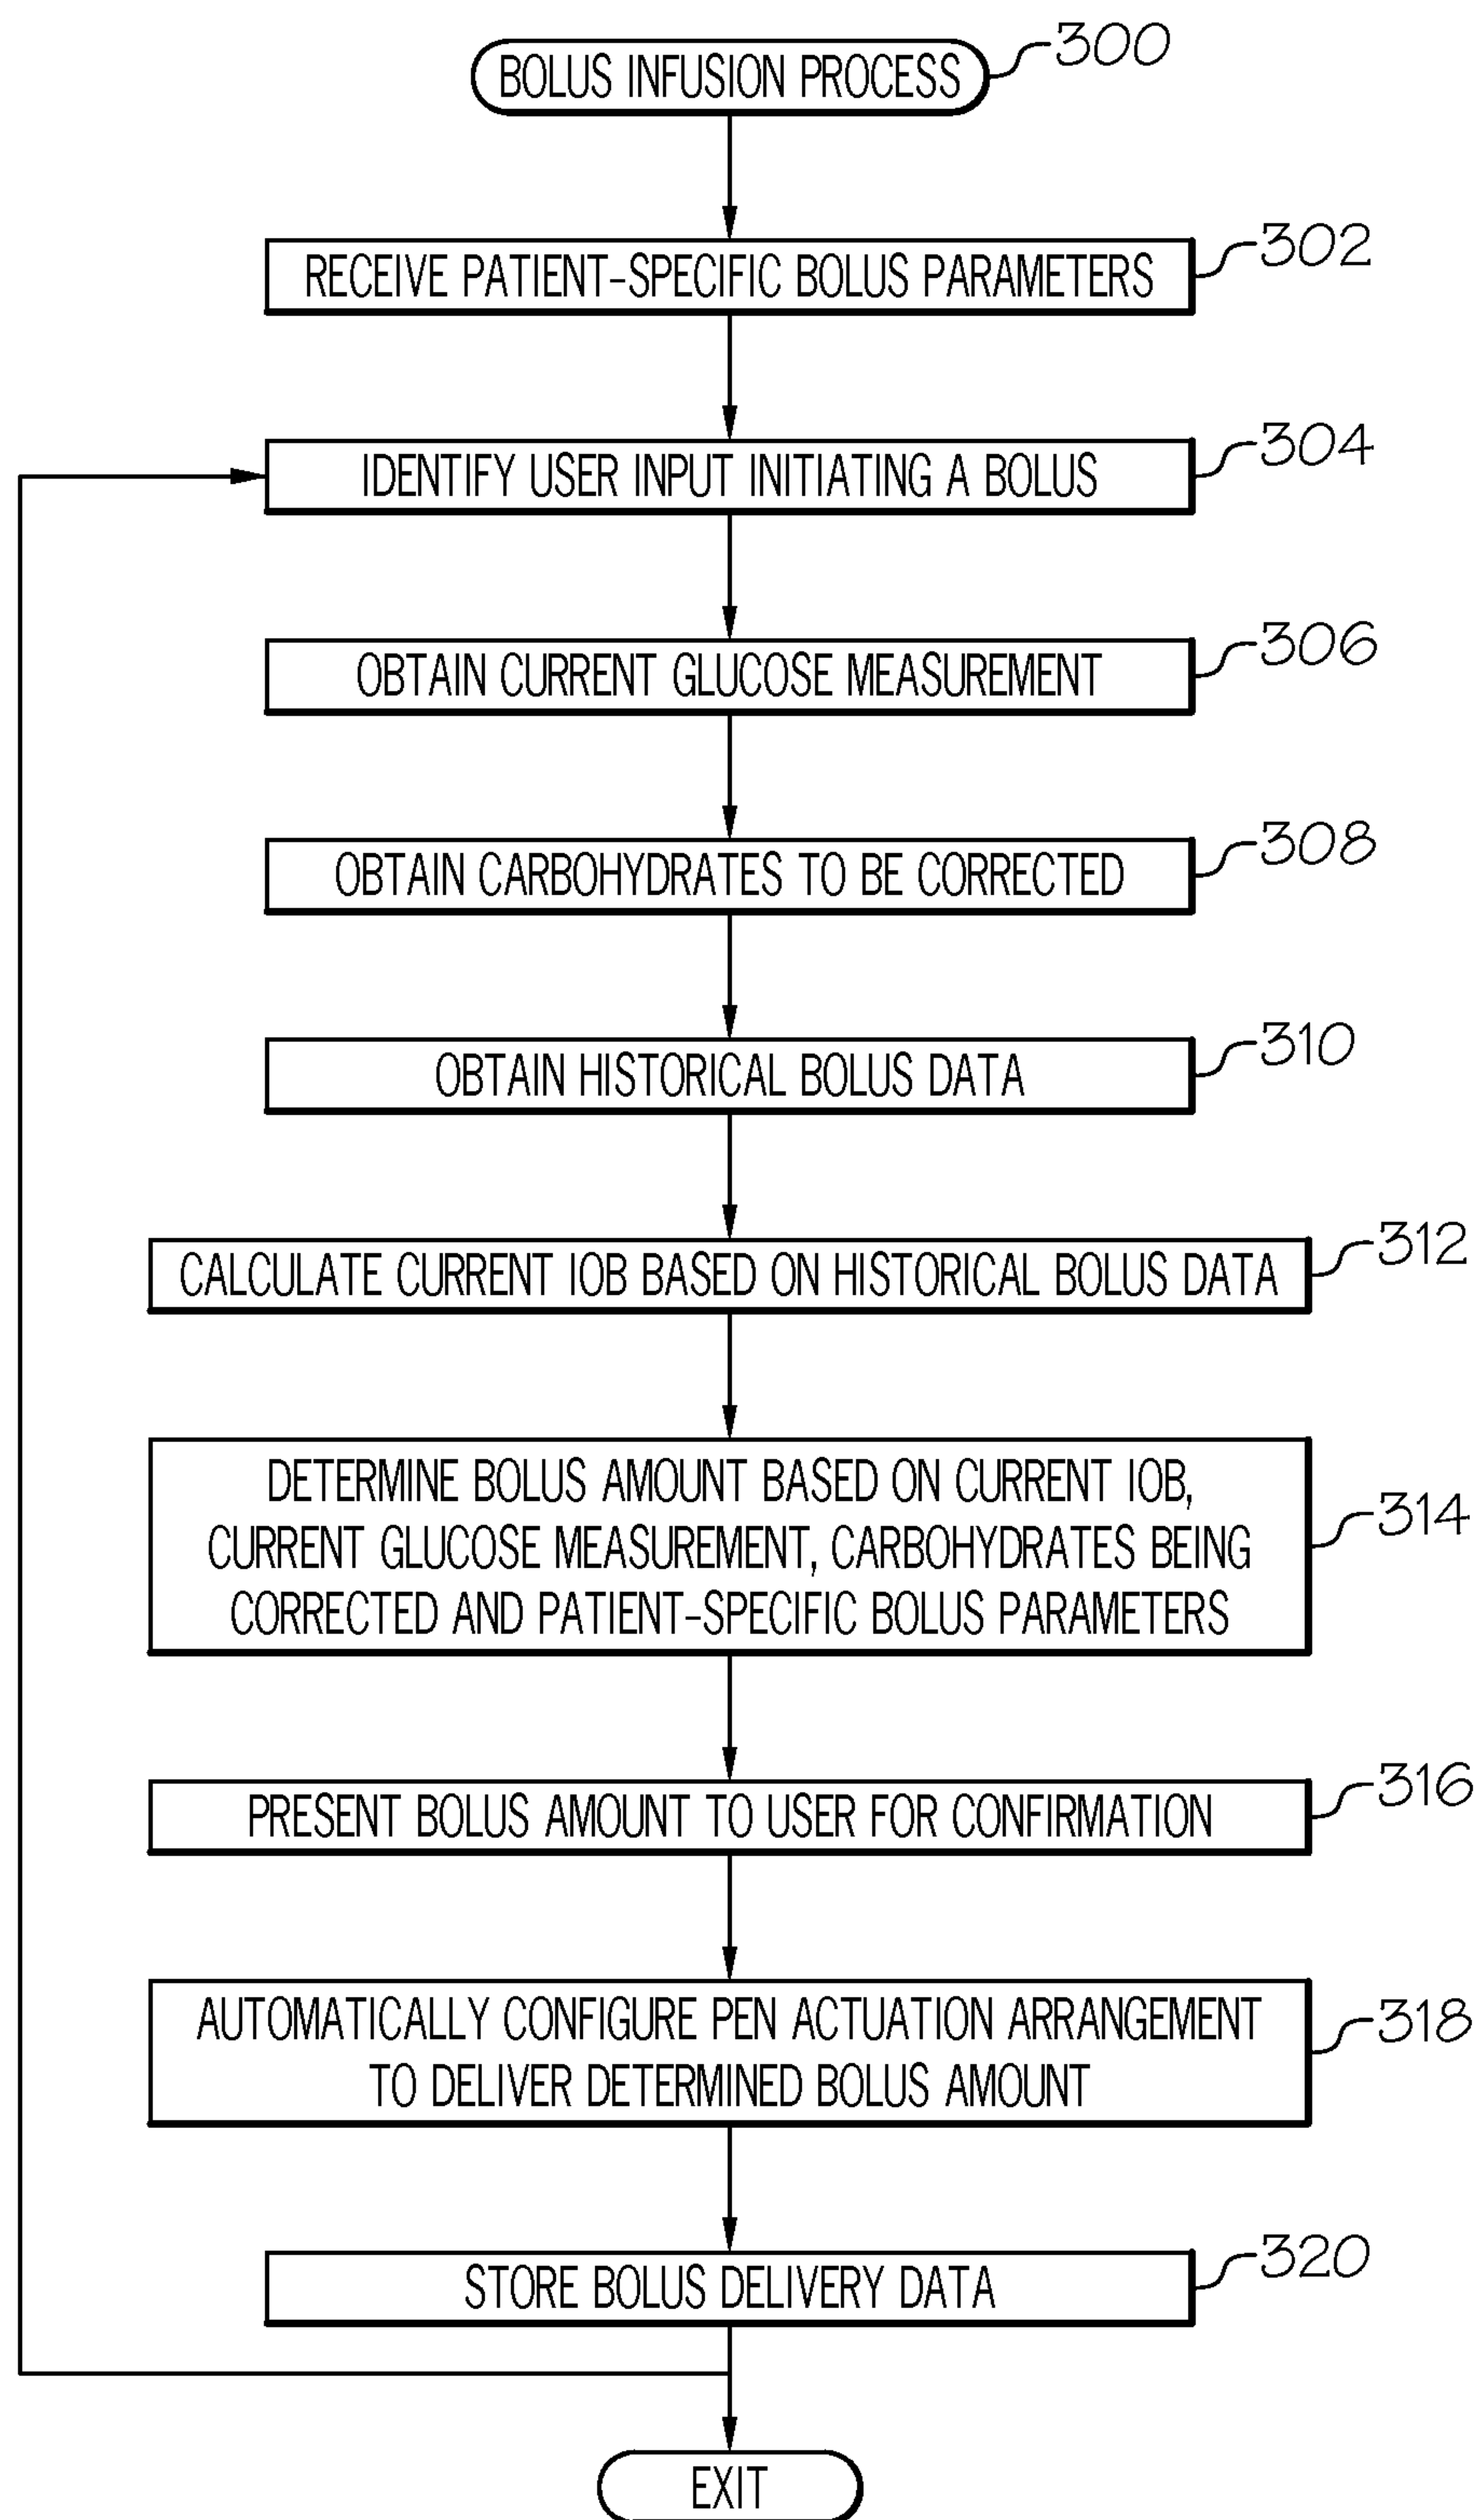 BOLUS INFUSION PROCESS
300
RECEIVE PATIENT-SPECIFIC BOLUS PARAMETERS
302
IDENTIFY USER INPUT INITIATING A BOLUS
304
OBTAIN CURRENT GLUCOSE MEASUREMENT
306
OBTAIN CARBOHYDRATES TO BE CORRECTED
308
OBTAIN HISTORICAL BOLUS DATA
310
CALCULATE CURRENT IOB BASED ON HISTORICAL BOLUS DATA
312
DETERMINE BOLUS AMOUNT BASED ON CURRENT IOB,
CURRENT GLUCOSE MEASUREMENT, CARBOHYDRATES BEING
CORRECTED AND PATIENT-SPECIFIC BOLUS PARAMETERS
314
PRESENT BOLUS AMOUNT TO USER FOR CONFIRMATION
316
AUTOMATICALLY CONFIGURE PEN ACTUATION ARRANGEMENT
TO DELIVER DETERMINED BOLUS AMOUNT
318
STORE BOLUS DELIVERY DATA
320
EXIT